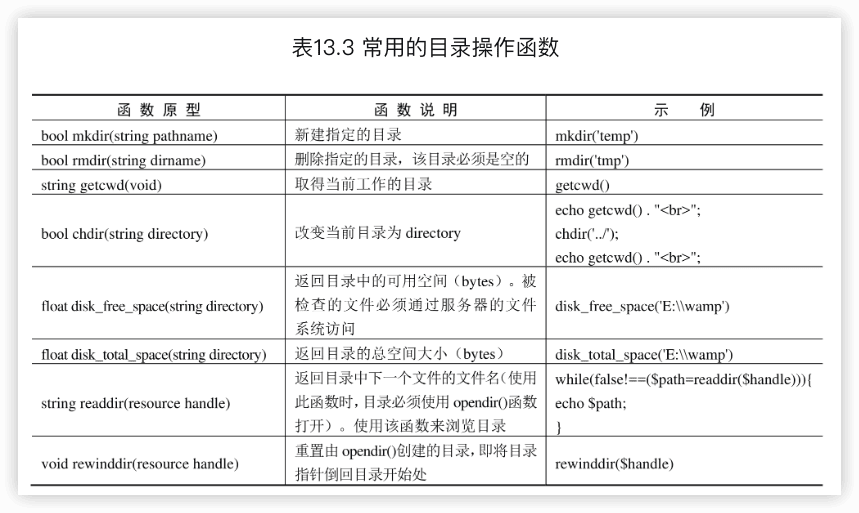 表13.3 常用的目录操作函数
函 数 原 型 函 数 说 明 示 例
bool mkdir(string pathname) 新建指定的目录 mkdir('temp')
bool rmdir(string dirname) 删除指定的目录，该目录必须是空的 rmdir('tmp')
string getcwd(void) 取得当前工作的目录 getcwd()
bool chdir(string directory) 改变当前目录为 directory
echo getcwd() . "<br>";
chdir('../');
echo getcwd() . "<br>";
float disk_free_space(string directory)
返回目录中的可用空间（bytes）。被
检查的文件必须通过服务器的文件
系统访问
disk_free_space('E:\\wamp')
float disk_total_space(string directory) 返回目录的总空间大小（bytes） disk_total_space('E:\\wamp')
string readdir(resource handle)
返回目录中下一个文件的文件名（使用
此函数时，目录必须使用 opendir()函数
打开）。使用该函数来浏览目录
while(false!==($path=readdir($handle))){
echo $path;
}
void rewinddir(resource handle)
重置由 opendir()创建的目录，即将目录
指针倒回目录开始处
rewinddir($handle)